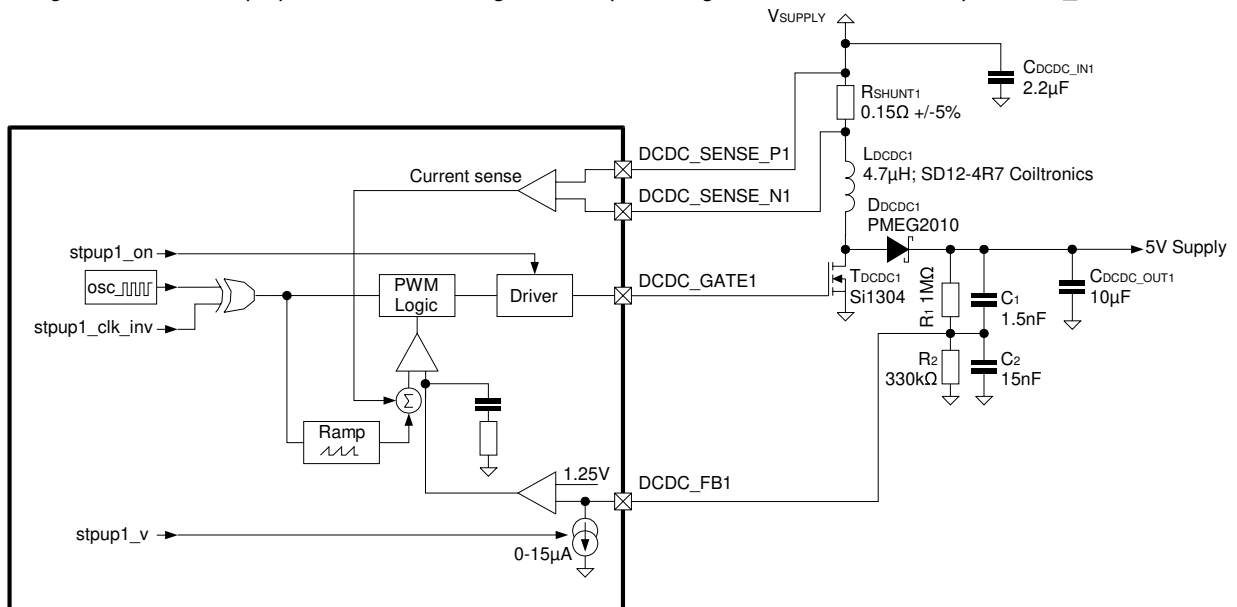 VSUPPLY
CDCDC_IN1
2.2µF
RSHUNT1
0.15Ω +/-5%
DCDC_SENSE_P1
LDCDC1
4.7µH; SD12-4R7 Coiltronics
Current sense
DCDC_SENSE_N1
DDCDC1
PMEG2010
stpup1_on
5V Supply
osc_
PWM
Logic
Driver
DCDC_GATE1
TDCDC1
Si1304
R1 1MΩ
C1
1.5nF
CDCDC_OUT1
10µF
stpup1_clk_inv
R2
330kΩ
C2
15nF
Σ
Ramp
1.25V
DCDC_FB1
stpup1_v
0-15µA